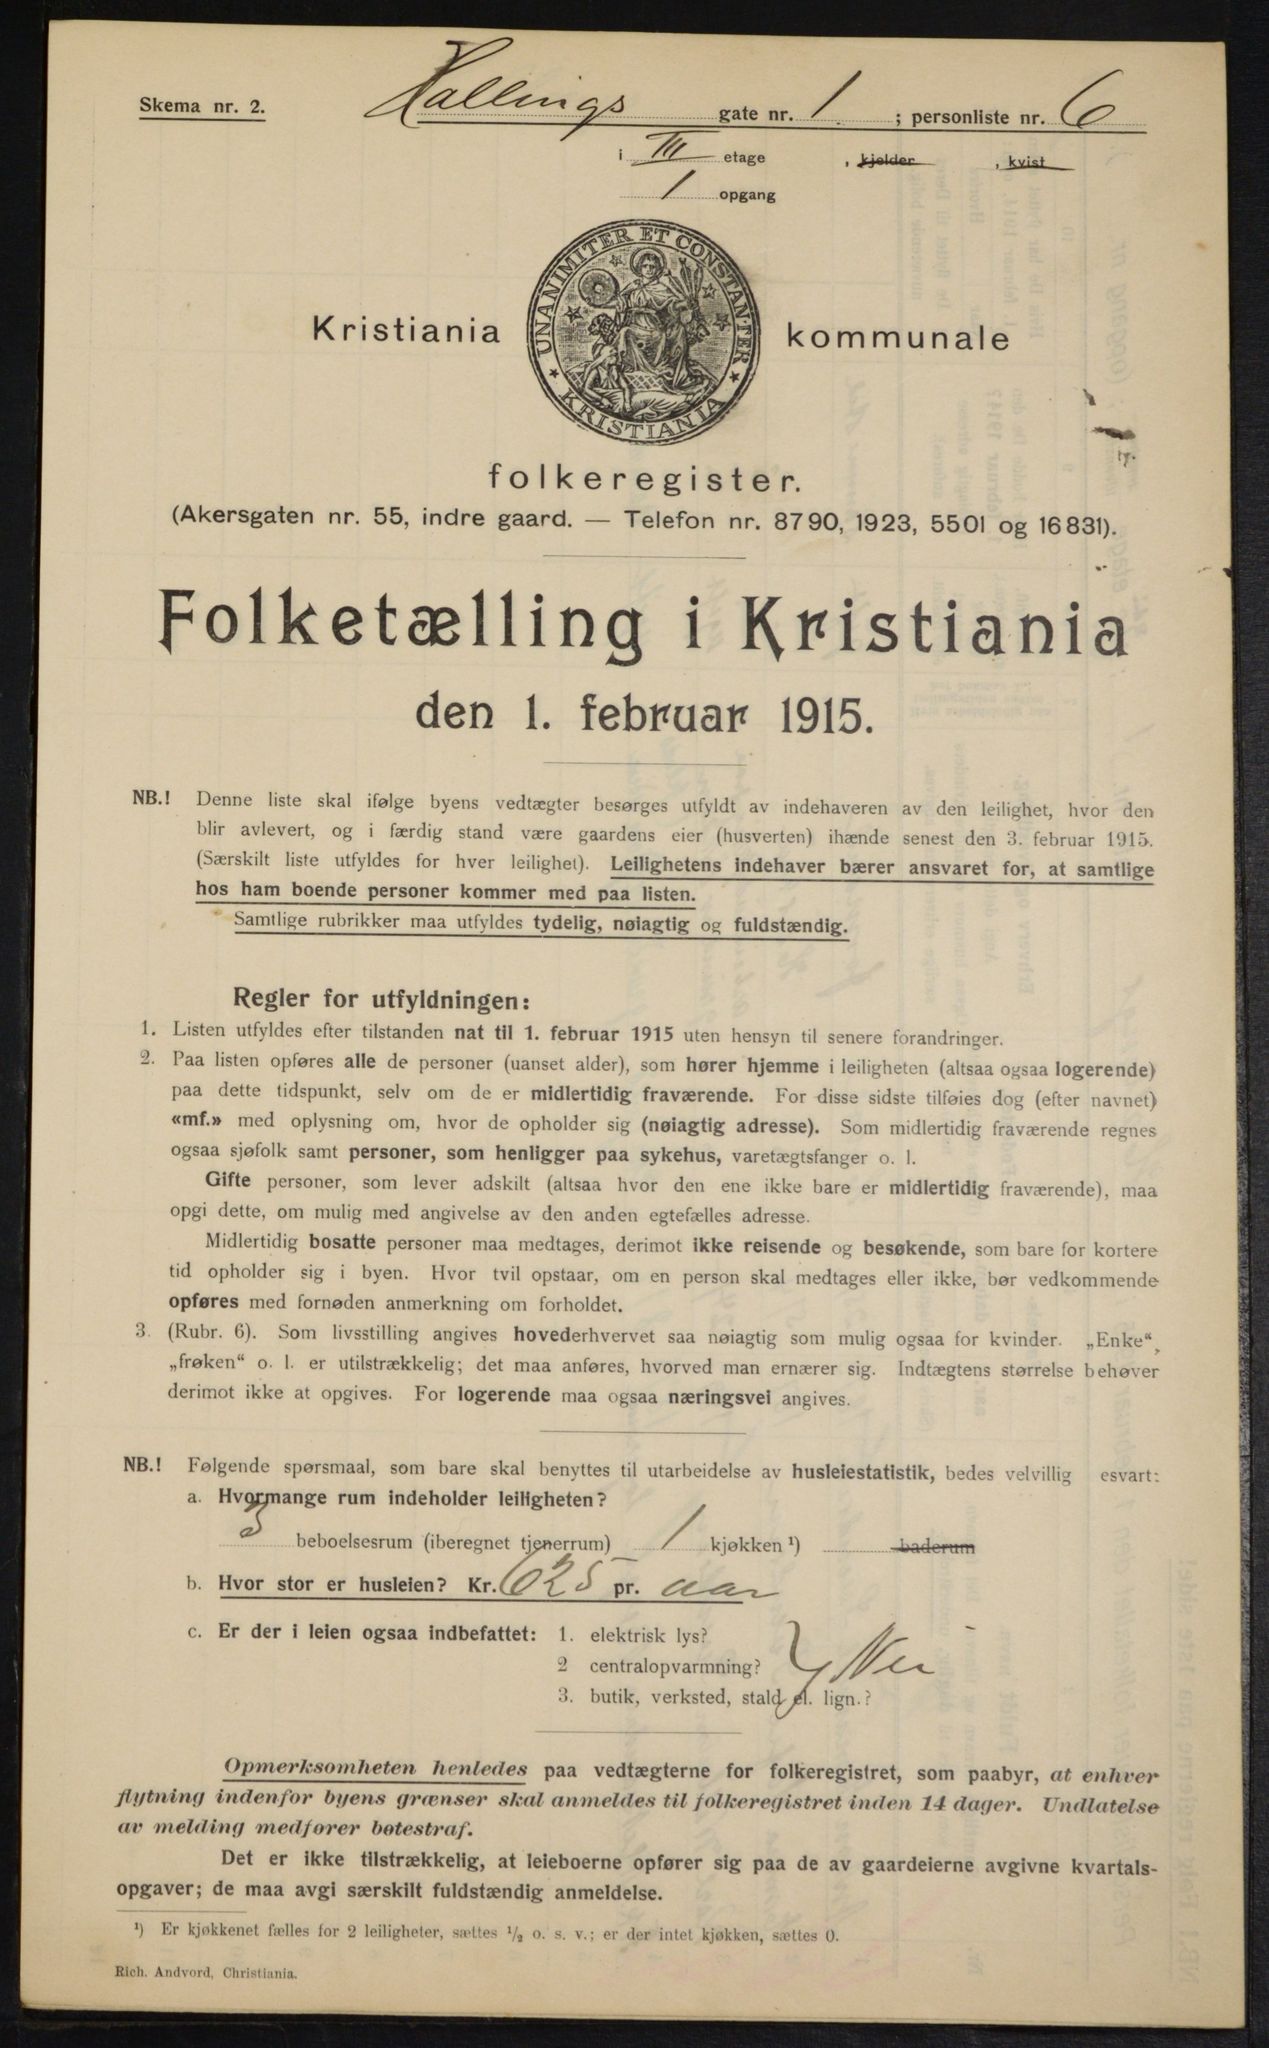 Skema nr. 2.
Hallings gate nr. 1 ; personliste nr. 6
i III etage , kjelder , kvist
1 opgang
UNANIMITER ET CONSTANTER
KRISTIANIA
Kristiania kommunale
folkeregister.
(Akersgaten nr. 55, indre gaard. — Telefon nr. 8790, 1923, 5501 og 16831).
Folketælling i Kristiania
den 1. februar 1915.
NB.! Denne liste skal ifølge byens vedtægter besørges utfyldt av indehaveren av den leilighet, hvor den
blir avlevert, og i færdig stand være gaardens eier (husverten) ihænde senest den 3. februar 1915.
(Særskilt liste utfyldes for hver leilighet). Leilighetens indehaver bærer ansvaret for, at samtlige
hos ham boende personer kommer med paa listen.
Samtlige rubrikker maa utfyldes tydelig, nøiagtig og fuldstændig.
Regler for utfyldningen:
1. Listen utfyldes efter tilstanden nat til 1. februar 1915 uten hensyn til senere forandringer.
2. Paa listen opføres alle de personer (uanset alder), som hører hjemme i leiligheten (altsaa ogsaa logerende)
paa dette tidspunkt, selv om de er midlertidig fraværende. For disse sidste tilføies dog (efter navnet)
«mf.» med oplysning om, hvor de opholder sig (nøiagtig adresse). Som midlertidig fraværende regnes
ogsaa sjøfolk samt personer, som henligger paa sykehus, varetægtsfanger o. l.
Gifte personer, som lever adskilt (altsaa hvor den ene ikke bare er midlertidig fraværende), maa
opgi dette, om mulig med angivelse av den anden egtefælles adresse.
Midlertidig bosatte personer maa medtages, derimot ikke reisende og besøkende, som bare for kortere
tid opholder sig i byen. Hvor tvil opstaar, om en person skal medtages eller ikke, bør vedkommende
opføres med fornøden anmerkning om forholdet.
3. (Rubr. 6). Som livsstilling angives hovederhvervet saa nøiagtig som mulig ogsaa for kvinder. „Enke“,
„frøken“ o. l. er utilstrækkelig; det maa anføres, hvorved man ernærer sig. Indtægtens størrelse behøver
derimot ikke at opgives. For logerende maa ogsaa næringsvei angives.
NB.! Følgende spørsmaal, som bare skal benyttes til utarbeidelse av husleiestatistik, bedes velvillig esvart:
a. Hvormange rum indeholder leiligheten?
3 beboelsesrum (iberegnet tjenerrum) 1 kjøkken ¹) baderum
b. Hvor stor er husleien? Kr. 625 pr. aar
c. Er der i leien ogsaa indbefattet: 1. elektrisk lys?
2 centralopvarmning? Nei
3. butik, verksted, stald el. lign.?
Opmerksomheten henledes paa vedtægterne for folkeregistret, som paabyr, at enhver
flytning indenfor byens grænser skal anmeldes til folkeregistret inden 14 dager. Undlatelse
av melding medfører bøtestraf.
Det er ikke tilstrækkelig, at leieboerne opfører sig paa de av gaardeierne avgivne kvartals-
opgaver; de maa avgi særskilt fuldstændig anmeldelse.
¹) Er kjøkkenet fælles for 2 leiligheter, sættes ½ o. s. v.; er der intet kjøkken, sættes 0.
Rich. Andvord, Christiania.